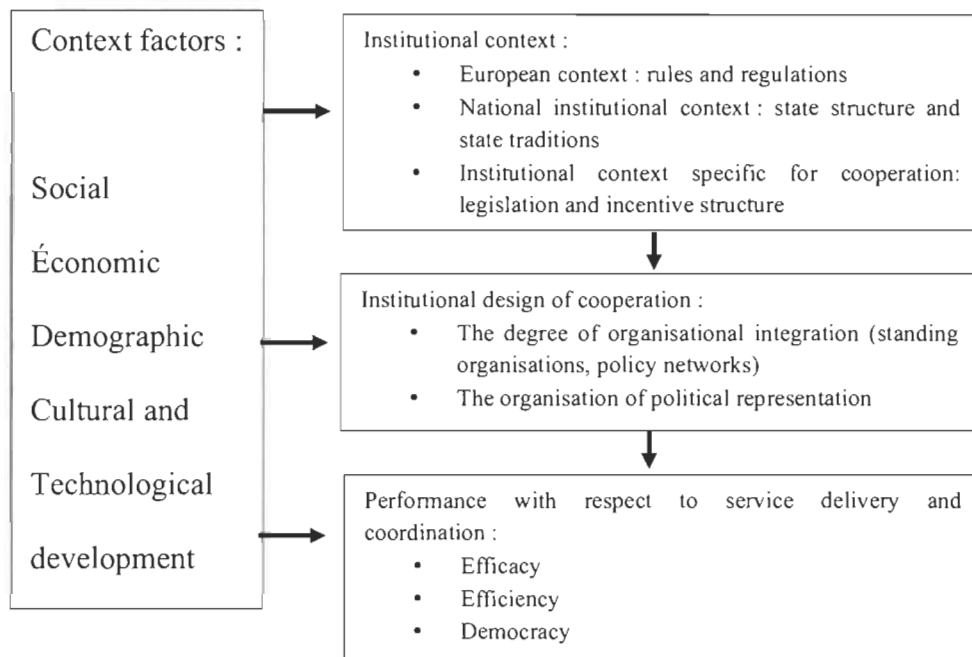 Context factors :
Social
Économic
Demographic
Cultural and
Technological
development
Institutional context :
• European context : rules and regulations
• National institutional context : state structure and
state traditions
• Institutional context specific for cooperation:
legislation and incentive structure
Institutional design of cooperation :
• The degree of organisational integration (standing
organisations, policy networks)
• The organisation of political representation
Performance with respect to service delivery and
coordination :
• Efficacy
• Efficiency
• Democracy